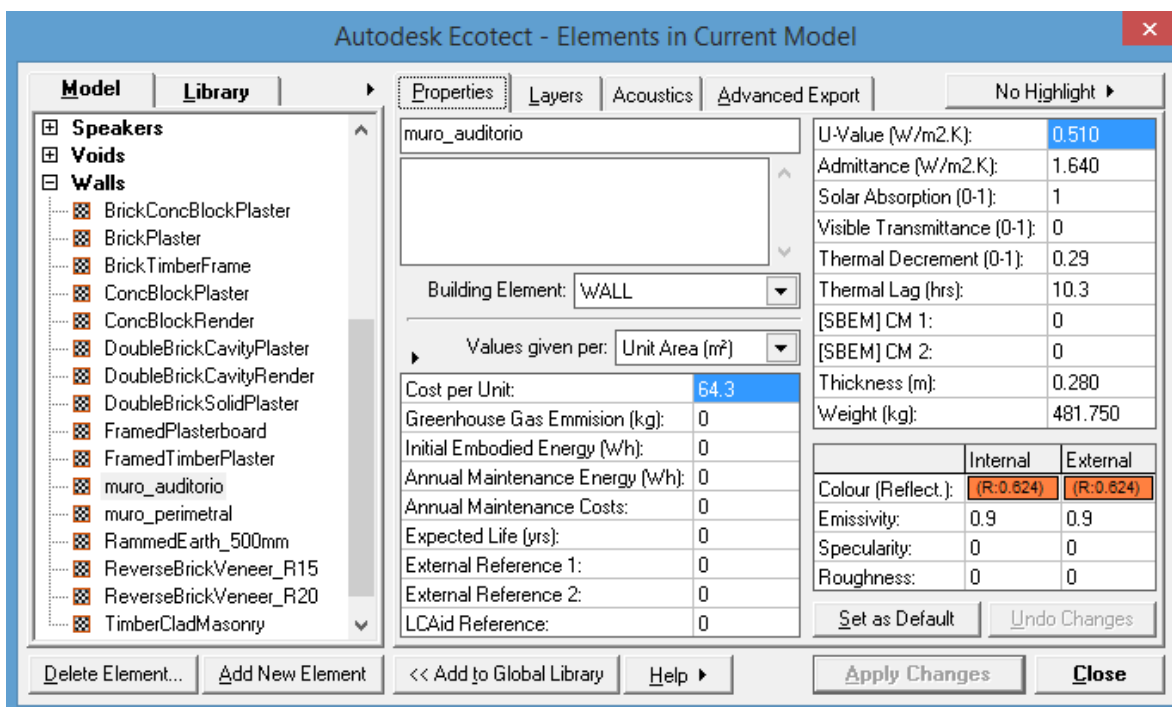 Autodesk Ecotect - Elements in Current Model
Model
Library
Speakers
Voids
Walls
BrickConcBlockPlaster
BrickPlaster
BrickTimberFrame
ConcBlockPlaster
ConcBlockRender
DoubleBrickCavityPlaster
DoubleBrickCavityRender
DoubleBrickSolidPlaster
FramedPlasterboard
FramedTimberPlaster
muro_auditorio
muro_perimetral
RammedEarth_500mm
ReverseBrickVeneer_R15
ReverseBrickVeneer_R20
TimberCladMasonry
Delete Element...
Add New Element
Properties
Layers
Acoustics
Advanced Export
No Highlight
muro_auditorio
Building Element: WALL
Values given per: Unit Area (m²)
Cost per Unit: 64.3
Greenhouse Gas Emmision (kg): 0
Initial Embodied Energy (Wh): 0
Annual Maintenance Energy (Wh): 0
Annual Maintenance Costs: 0
Expected Life (yrs): 0
External Reference 1: 0
External Reference 2: 0
LCAid Reference: 0
U-Value (W/m2.K): 0.510
Admittance (W/m2.K): 1.640
Solar Absorption (0-1): 1
Visible Transmittance (0-1): 0
Thermal Decrement (0-1): 0.29
Thermal Lag (hrs): 10.3
[SBEM] CM 1: 0
[SBEM] CM 2: 0
Thickness (m): 0.280
Weight (kg): 481.750
Internal External
Colour (Reflect.): (R:0.624) (R:0.624)
Emissivity: 0.9 0.9
Specularity: 0 0
Roughness: 0 0
Set as Default
Undo Changes
<< Add to Global Library
Help
Apply Changes
Close